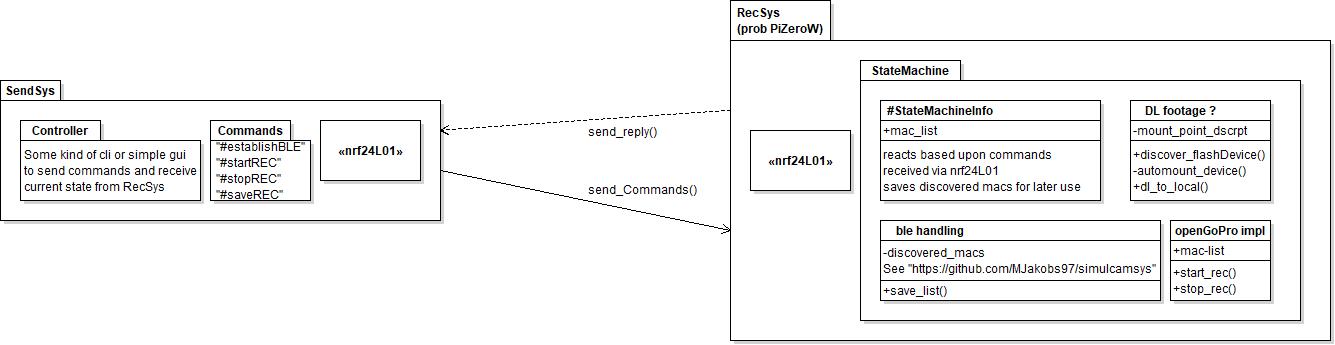 SendSys
Controller
Some kind of cli or simple gui
to send commands and receive
current state from RecSys
Commands
"#establishBLE"
"#startREC"
"#stopREC"
"#saveREC"
«nrf24L01»
send_reply()
send_Commands()
RecSys
(prob PiZeroW)
«nrf24L01»
StateMachine
#StateMachineInfo
+mac_list
reacts based upon commands
received via nrf24L01
saves discovered macs for later use
DL footage ?
-mount_point_dscrpt
+discover_flashDevice()
-automount_device()
+dl_to_local()
ble handling
-discovered_macs
See "https://github.com/MJakobs97/simulcamsys"
+save_list()
openGoPro impl
+mac-list
+start_rec()
+stop_rec()